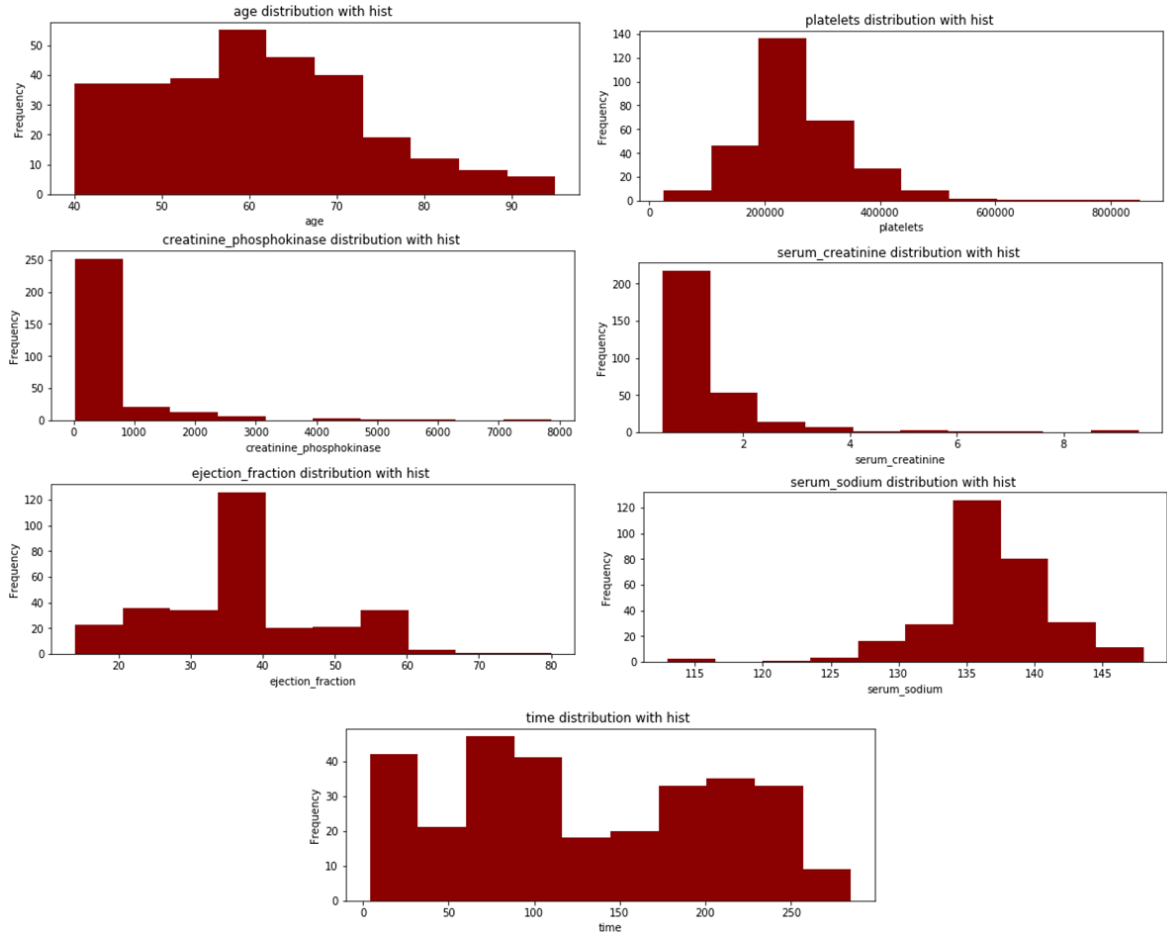 age distribution with hist
Frequency
50
40
30
20
10
0
40 50 60 70 80 90
age
platelets distribution with hist
Frequency
140
120
100
80
60
40
20
0
0 200000 400000 600000 800000
platelets
creatinine_phosphokinase distribution with hist
Frequency
250
200
150
100
50
0
0 1000 2000 3000 4000 5000 6000 7000 8000
creatinine_phosphokinase
serum_creatinine distribution with hist
Frequency
200
150
100
50
0
2 4 6 8
serum_creatinine
ejection_fraction distribution with hist
Frequency
120
100
80
60
40
20
0
20 30 40 50 60 70 80
ejection_fraction
serum_sodium distribution with hist
Frequency
120
100
80
60
40
20
0
115 120 125 130 135 140 145
serum_sodium
time distribution with hist
Frequency
40
30
20
10
0
0 50 100 150 200 250
time